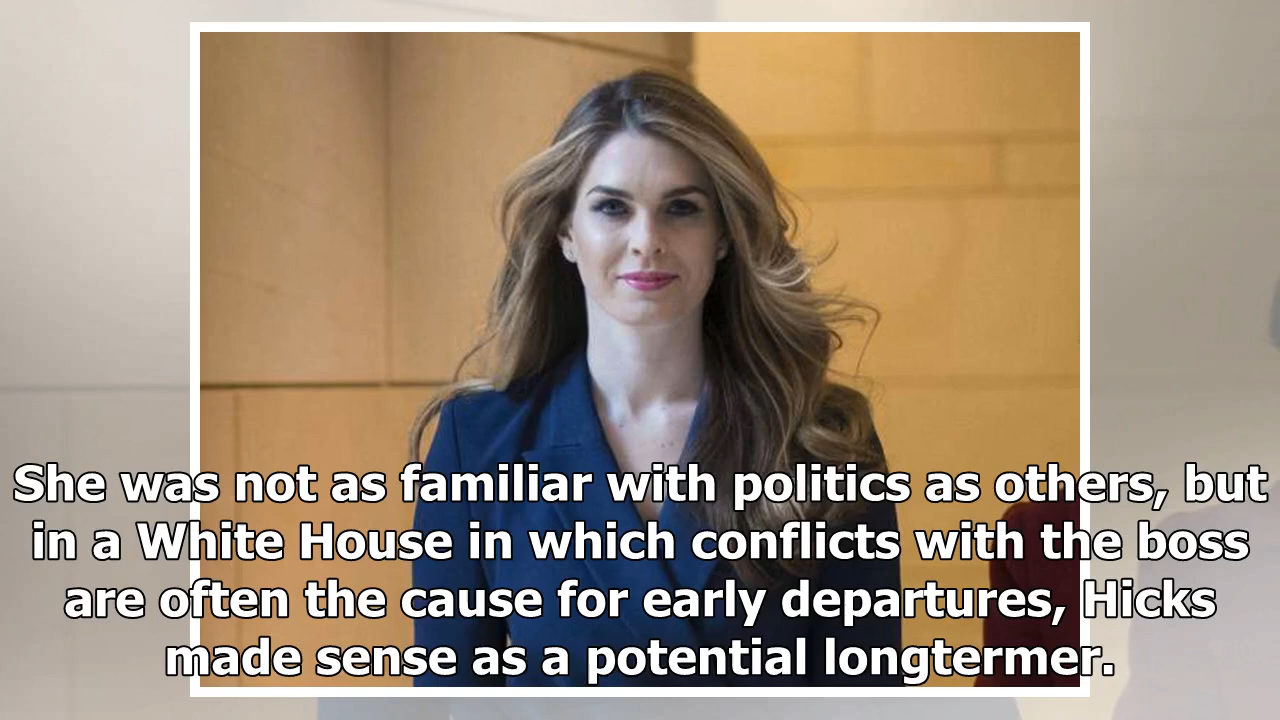 She was not as familiar with politics as others, but
in a White House in which conflicts with the boss
are often the cause for early departures, Hicks
made sense as a potential longtermer.